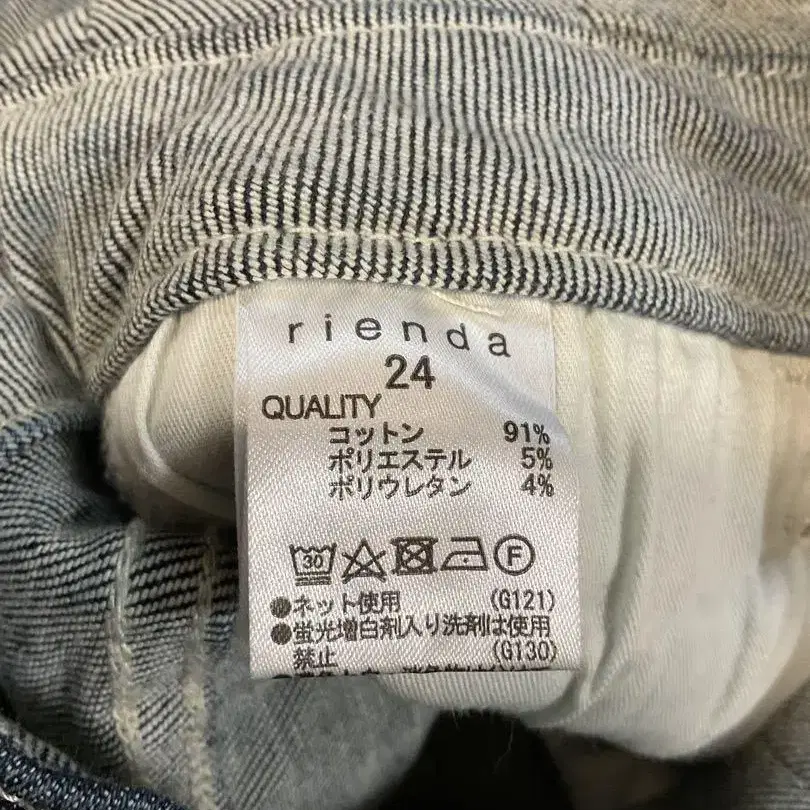 rienda
24
QUALITY
コットン 91%
ポリエステル 5%
ポリウレタン 4%
30 F
●ネット使用 (G121)
●蛍光増白剤入り洗剤は使用
禁止 (G130)